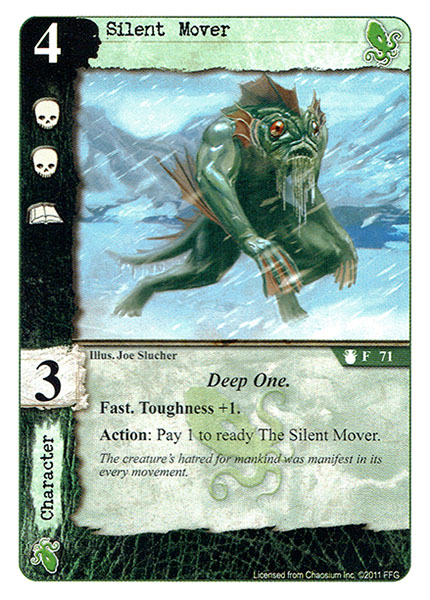 4
Silent Mover
Illus. Joe Slucher
F 71
3
Deep One.
Fast. Toughness +1.
Action: Pay 1 to ready The Silent Mover.
The creature's hatred for mankind was manifest in its
every movement.
Character
Licensed from Chaosium Inc. ©2011 FFG